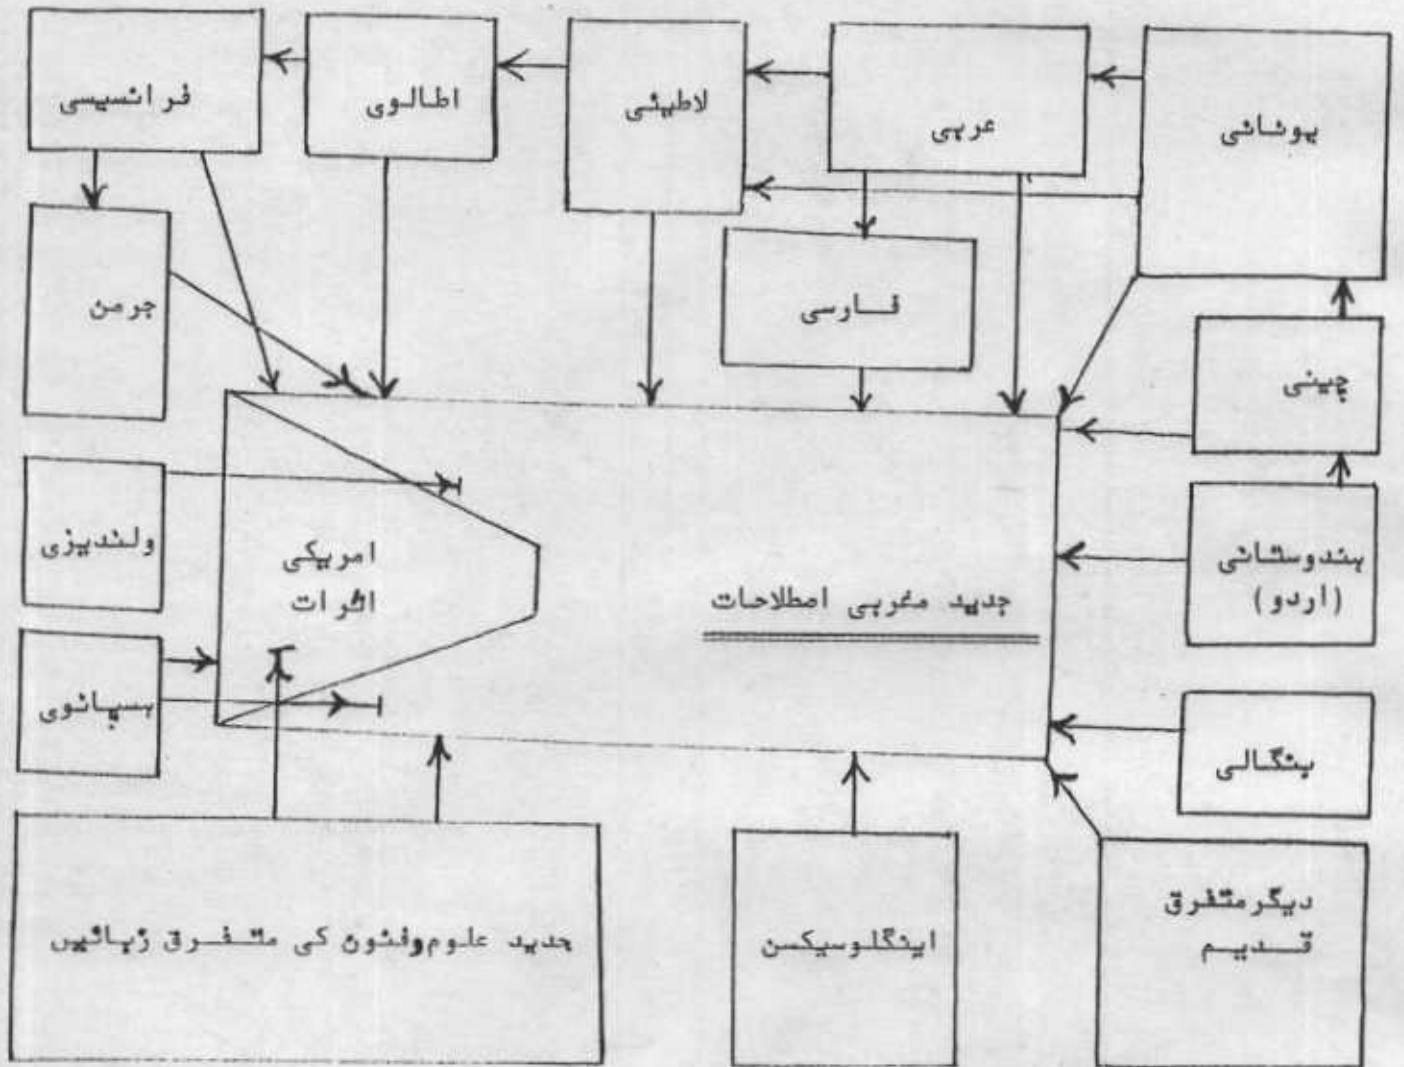 یونانی
عربی
لاطینی
اطالوی
فرانسیسی
جرمن
فارسی
چینی
ہندوستانی
(اردو)
ولندیزی
امریکی
اثرات
جدید مغربی اصطلاحات
ہسپانوی
بنگالی
دیگر متفرق
قدیم
اینگلوسیکسن
جدید علوم وفنون کی متفرق زبانیں